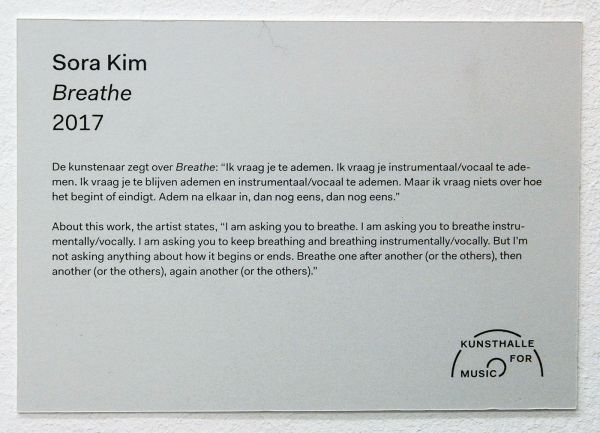 Sora Kim
Breathe
2017
De kunstenaar zegt over Breathe: “Ik vraag je te ademen. Ik vraag je instrumentaal/vocaal te ade-
men. Ik vraag je te blijven ademen en instrumentaal/vocaal te ademen. Maar ik vraag niets over hoe
het begint of eindigt. Adem na elkaar in, dan nog eens, dan nog eens.”
About this work, the artist states, “I am asking you to breathe. I am asking you to breathe instru-
mentally/vocally. I am asking you to keep breathing and breathing instrumentally/vocally. But I’m
not asking anything about how it begins or ends. Breathe one after another (or the others), then
another (or the others), again another (or the others).”
KUNSTHALLE
FOR
MUSIC